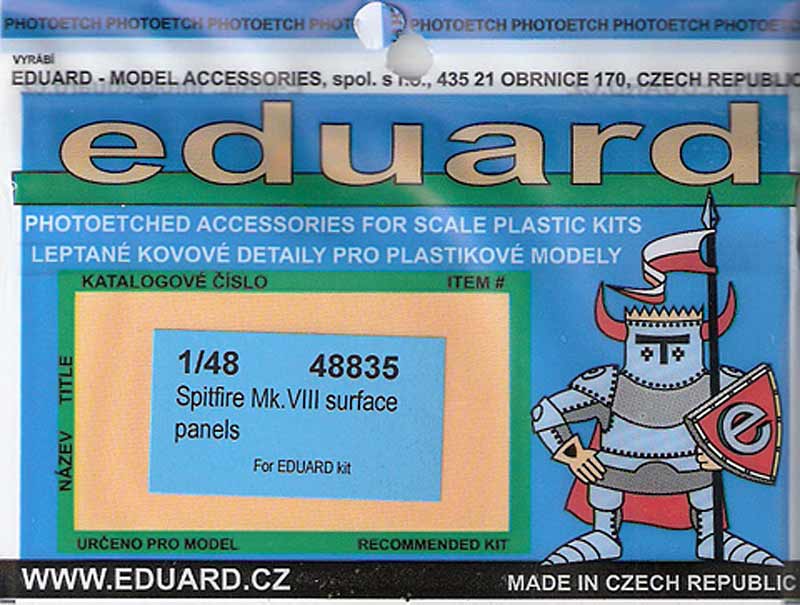 PHOTOETCH PHOTOETCH PHOTOETCH PHOTOETCH PHOTOETCH PHOTOETCH PHOTOETCH
VYRÁBÍ
EDUARD - MODEL ACCESSORIES, spol. s r.o., 435 21 OBRNICE 170, CZECH REPUBLIC
eduard
PHOTOETCHED ACCESSORIES FOR SCALE PLASTIC KITS
LEPTANÉ KOVOVÉ DETAILY PRO PLASTIKOVÉ MODELY
KATALOGOVÉ ČÍSLO ITEM #
NÁZEV TITLE
1/48 48835
Spitfire Mk.VIII surface
panels
For EDUARD kit
e
URČENO PRO MODEL RECOMMENDED KIT
WWW.EDUARD.CZ MADE IN CZECH REPUBLIC